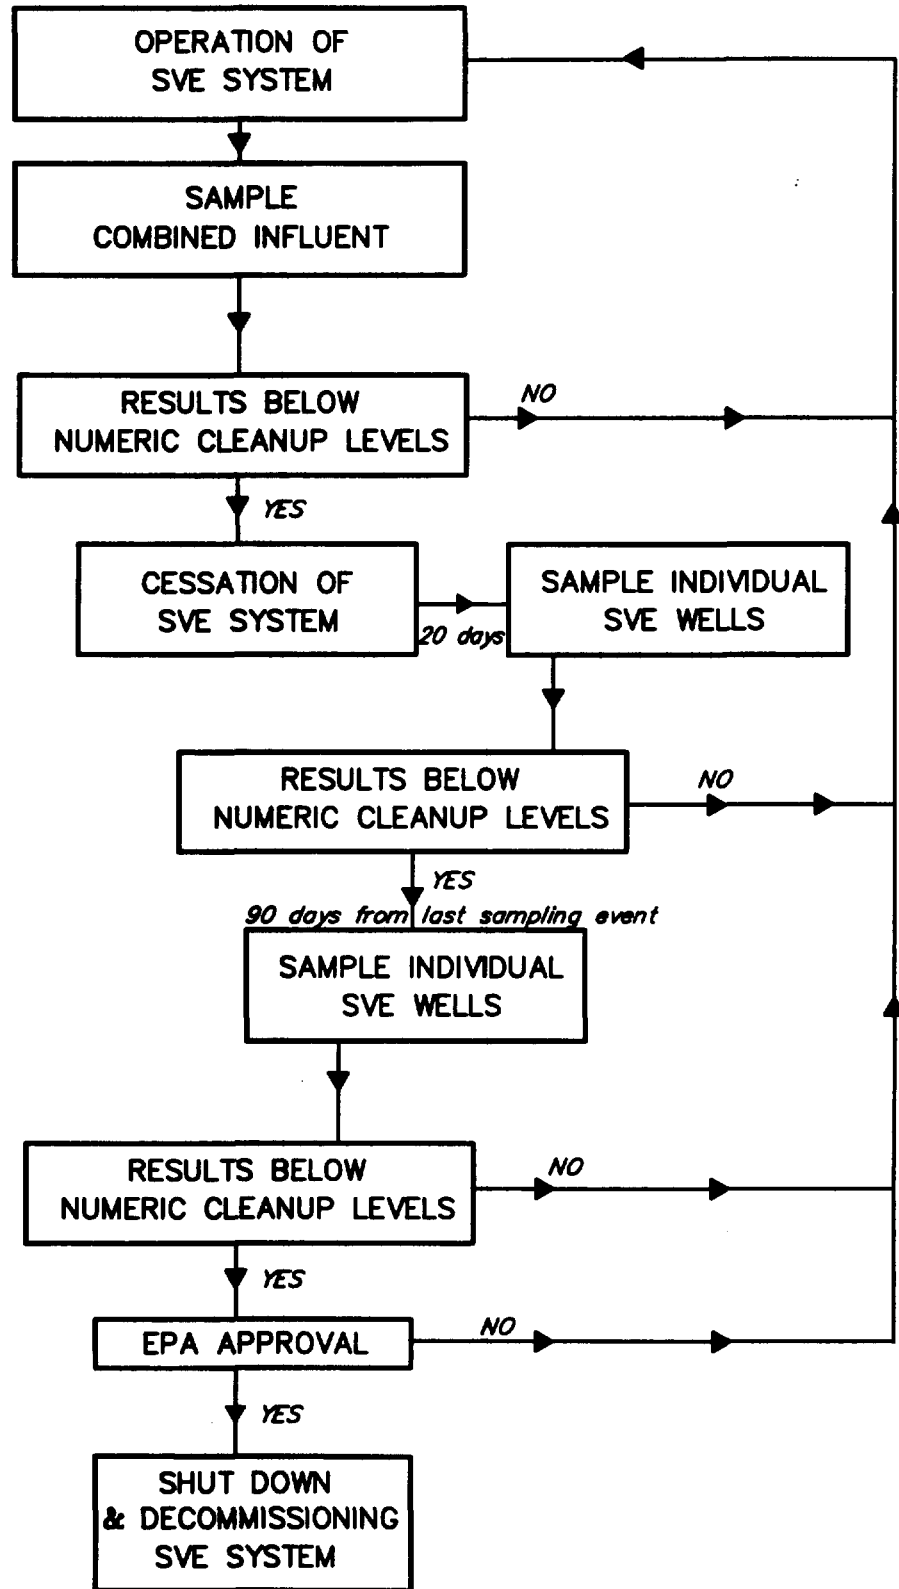 OPERATION OF
SVE SYSTEM
SAMPLE
COMBINED INFLUENT
RESULTS BELOW
NUMERIC CLEANUP LEVELS
NO
YES
CESSATION OF
SVE SYSTEM
20 days
SAMPLE INDIVIDUAL
SVE WELLS
RESULTS BELOW
NUMERIC CLEANUP LEVELS
NO
YES
90 days from last sampling event
SAMPLE INDIVIDUAL
SVE WELLS
RESULTS BELOW
NUMERIC CLEANUP LEVELS
NO
YES
EPA APPROVAL
NO
YES
SHUT DOWN
& DECOMMISSIONING
SVE SYSTEM